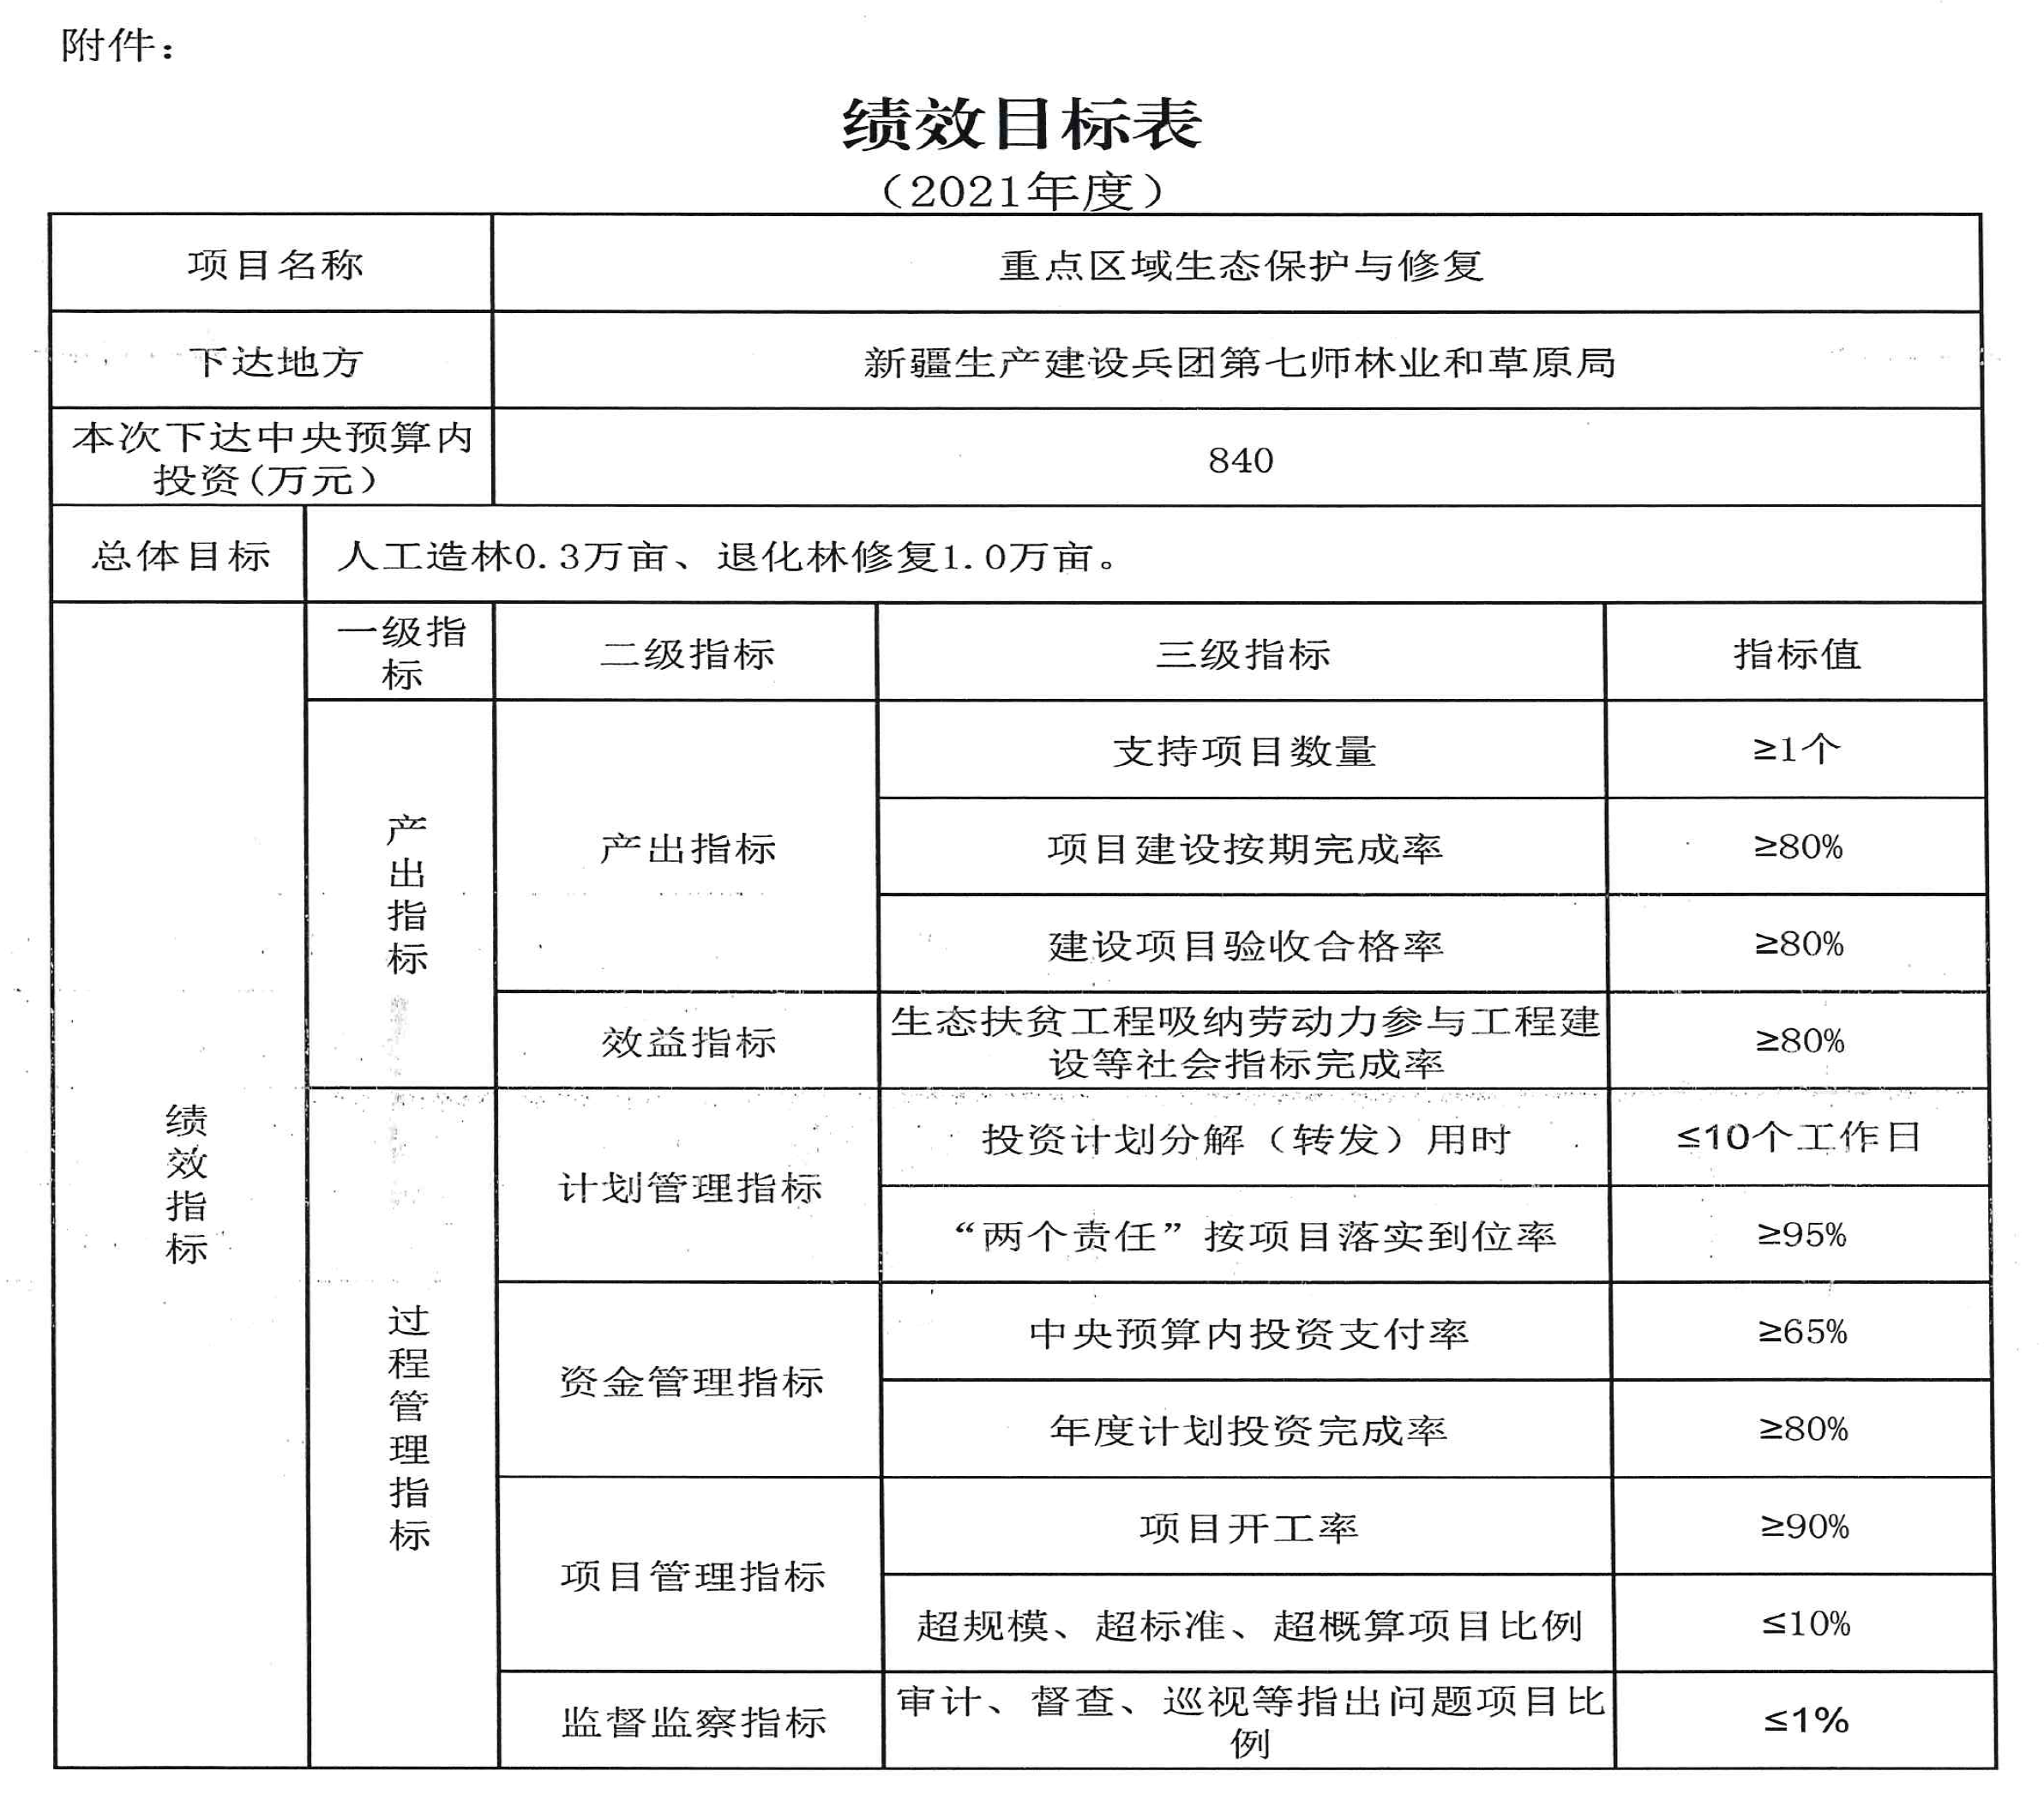 附件：
绩效目标表
（2021年度）
项目名称
重点区域生态保护与修复
下达地方
新疆生产建设兵团第七师林业和草原局
本次下达中央预算内
投资(万元)
840
总体目标
人工造林0.3万亩、退化林修复1.0万亩。
绩效指标
一级指
标
二级指标
三级指标
指标值
产出指标
产出指标
支持项目数量
≥1个
项目建设按期完成率
≥80%
建设项目验收合格率
≥80%
效益指标
生态扶贫工程吸纳劳动力参与工程建
设等社会指标完成率
≥80%
过程管理指标
计划管理指标
投资计划分解（转发）用时
≤10个工作日
“两个责任”按项目落实到位率
≥95%
资金管理指标
中央预算内投资支付率
≥65%
年度计划投资完成率
≥80%
项目管理指标
项目开工率
≥90%
超规模、超标准、超概算项目比例
≤10%
监督监察指标
审计、督查、巡视等指出问题项目比
例
≤1%